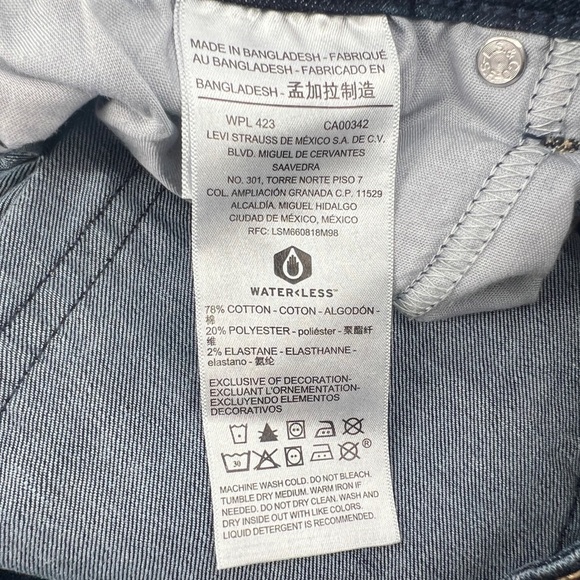 MADE IN BANGLADESH - FABRIQUÉ
AU BANGLADESH - FABRICADO EN
BANGLADESH - 孟加拉制造
WPL 423 CA00342
LEVI STRAUSS DE MÉXICO S.A. DE C.V.
BLVD. MIGUEL DE CERVANTES
SAAVEDRA
NO. 301, TORRE NORTE PISO 7
COL. AMPLIACIÓN GRANADA C.P. 11529
ALCALDÍA. MIGUEL HIDALGO
CIUDAD DE MÉXICO, MÉXICO
RFC: LSM660818M98
WATER<LESS™
78% COTTON - COTON - ALGODÓN -
棉
20% POLYESTER - poliéster - 聚酯纤
维
2% ELASTANE - ELASTHANNE -
elastano - 氨纶
EXCLUSIVE OF DECORATION-
EXCLUANT L'ORNEMENTATION-
EXCLUYENDO ELEMENTOS
DECORATIVOS
30 ®
MACHINE WASH COLD. DO NOT BLEACH.
TUMBLE DRY MEDIUM. WARM IRON IF
NEEDED. DO NOT DRY CLEAN. WASH AND
DRY INSIDE OUT WITH LIKE COLORS.
LIQUID DETERGENT IS RECOMMENDED.